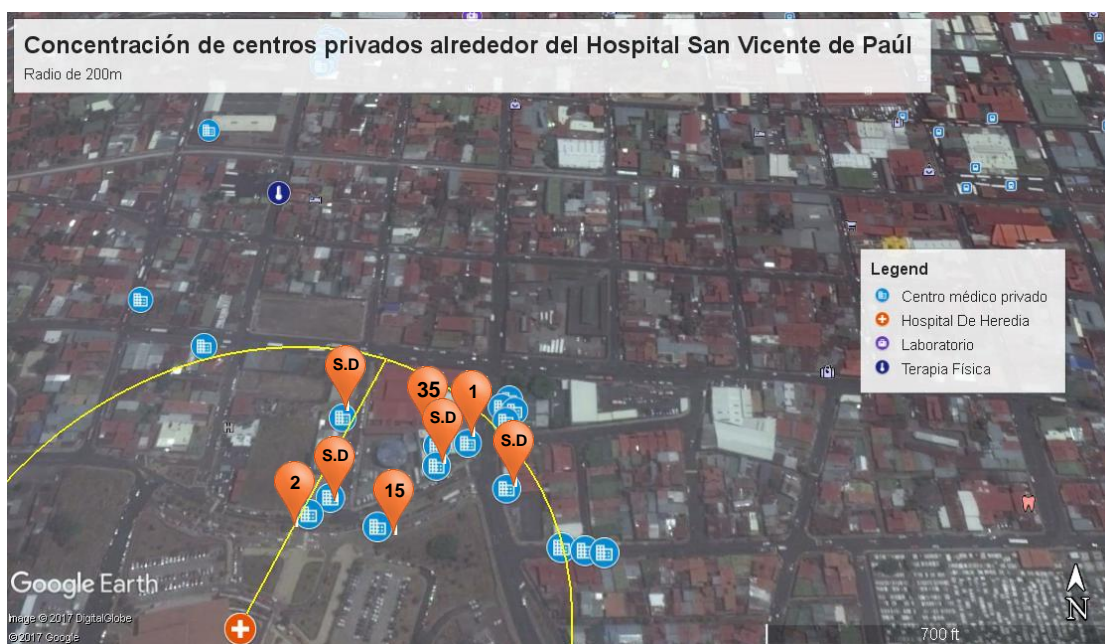 Concentración de centros privados alrededor del Hospital San Vicente de Paúl
Radio de 200m
Legend
Centro médico privado
Hospital De Heredia
Laboratorio
Terapia Física
S.D
35
1
S.D
S.D
S.D
2
15
Google Earth
Image © 2017 DigitalGlobe
© 2017 Google
N
700 ft